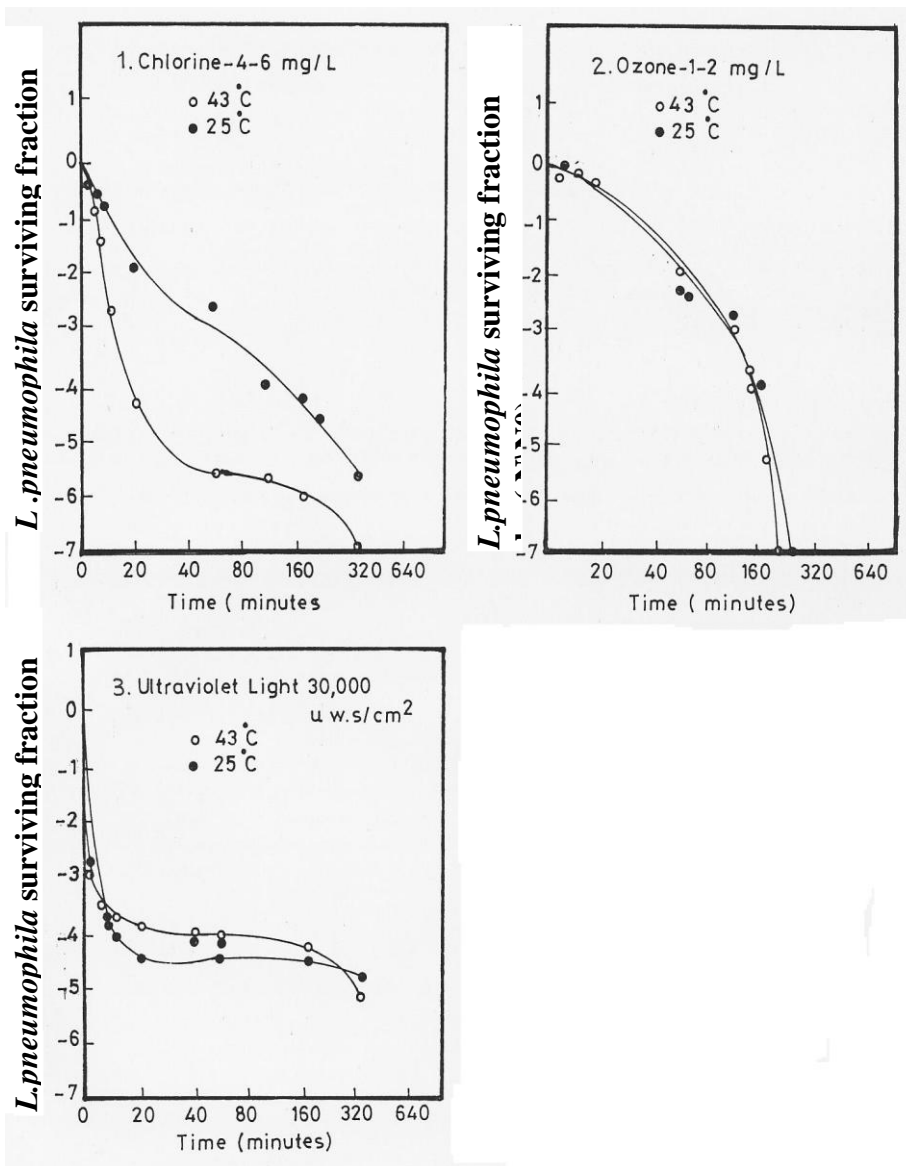 1. Chlorine-4-6 mg/L
43°C
25°C
L .pneumophila surviving fraction
1
0
-1
-2
-3
-4
-5
-6
-7
0 20 40 80 160 320 640
Time ( minutes
2. Ozone-1-2 mg/L
43°C
25°C
L.pneumophila surviving fraction
1
0
-1
-2
-3
-4
-5
-6
-7
20 40 80 160 320 640
Time ( minutes)
3. Ultraviolet Light 30,000
u w.s/cm²
43°C
25°C
L.pneumophila surviving fraction
1
0
-1
-2
-3
-4
-5
-6
-7
0 20 40 80 160 320 640
Time (minutes)